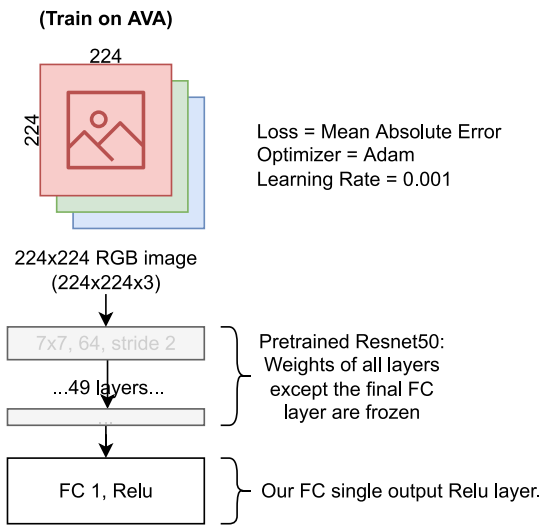 (Train on AVA)
224
224
Loss = Mean Absolute Error
Optimizer = Adam
Learning Rate = 0.001
224x224 RGB image
(224x224x3)
7x7, 64, stride 2
...49 layers...
...
Pretrained Resnet50:
Weights of all layers
except the final FC
layer are frozen
FC 1, Relu
Our FC single output Relu layer.